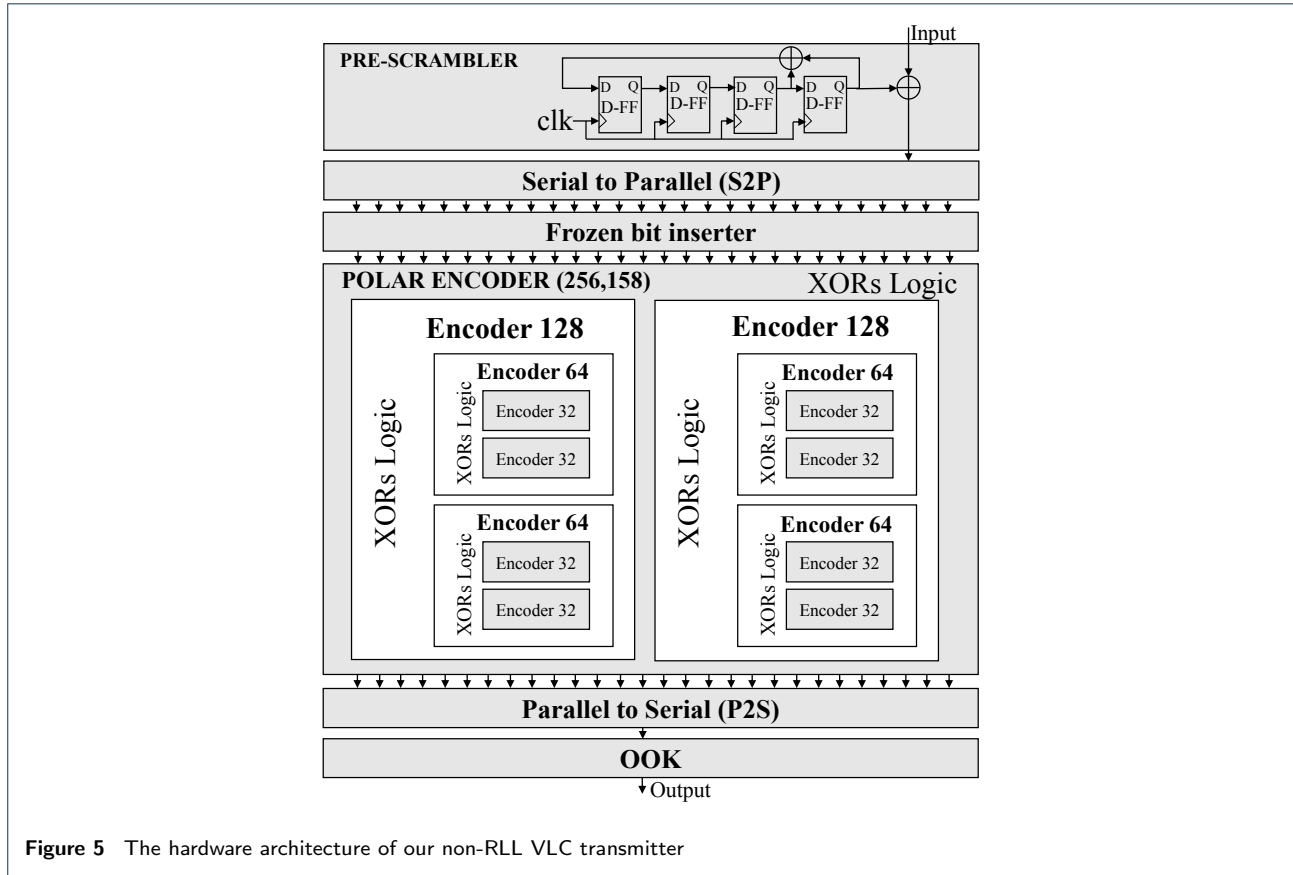 Input
PRE-SCRAMBLER
D Q D Q D Q D Q
D-FF D-FF D-FF D-FF
clk
Serial to Parallel (S2P)
Frozen bit inserter
POLAR ENCODER (256,158)
XORs Logic
Encoder 128
XORs Logic
Encoder 64
XORs Logic
Encoder 32
Encoder 32
Encoder 64
XORs Logic
Encoder 32
Encoder 32
Encoder 128
XORs Logic
Encoder 64
XORs Logic
Encoder 32
Encoder 32
Encoder 64
XORs Logic
Encoder 32
Encoder 32
Parallel to Serial (P2S)
OOK
Output
Figure 5 The hardware architecture of our non-RLL VLC transmitter